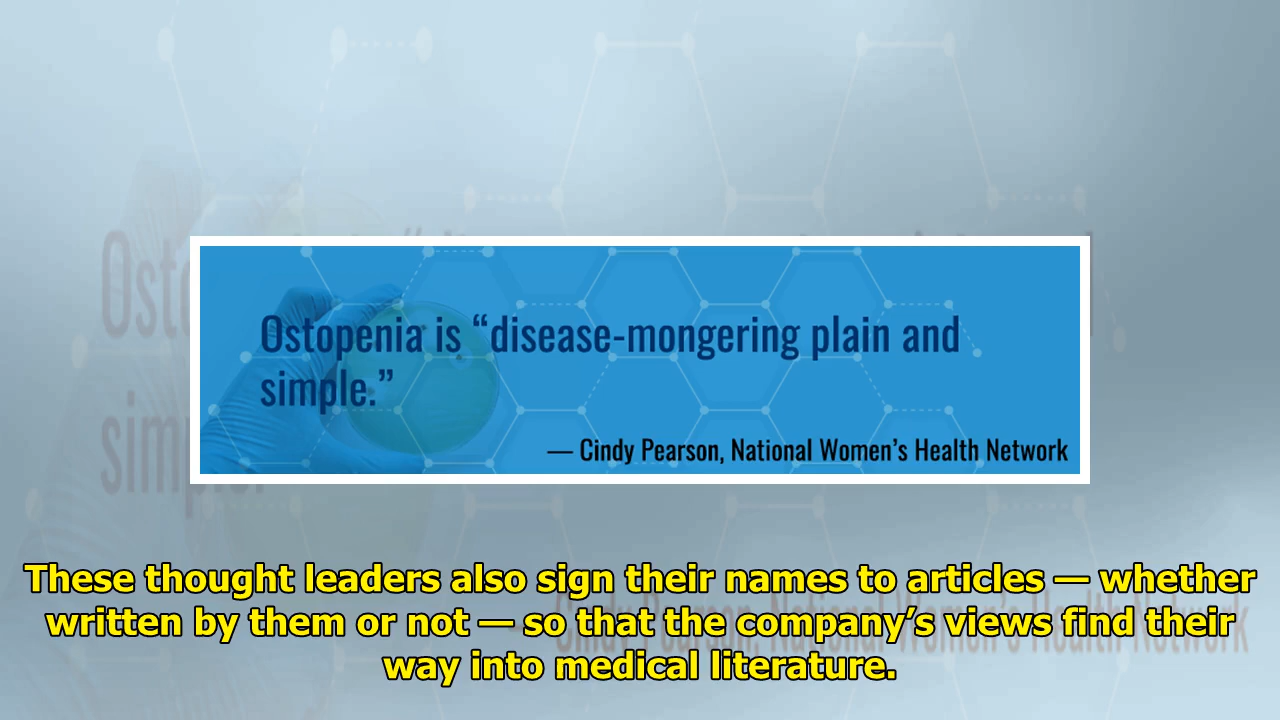 Ostopenia is “disease-mongering plain and
simple.”
— Cindy Pearson, National Women’s Health Network
These thought leaders also sign their names to articles — whether
written by them or not — so that the company’s views find their
way into medical literature.